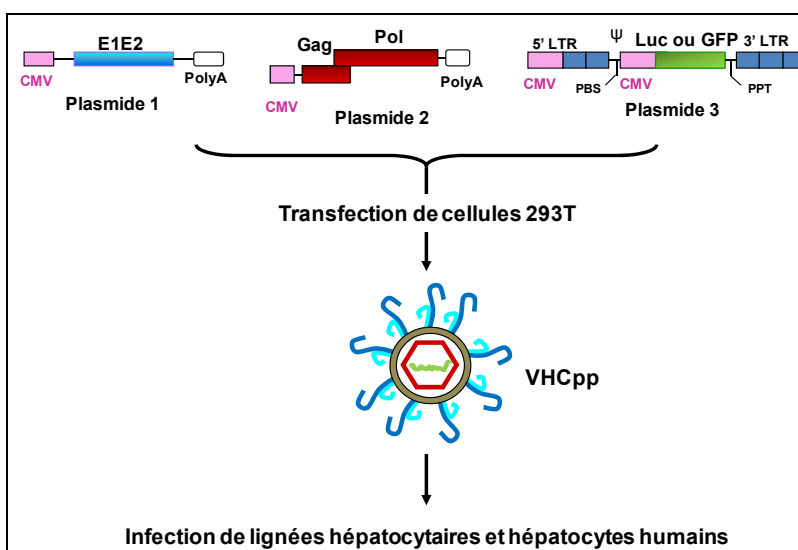 E1E2
CMV
PolyA
Plasmide 1
Gag
Pol
CMV
PolyA
Plasmide 2
5' LTR
Ψ
Luc ou GFP
3' LTR
CMV
PBS
CMV
PPT
Plasmide 3
Transfection de cellules 293T
VHCpp
Infection de lignées hépatocytaires et hépatocytes humains